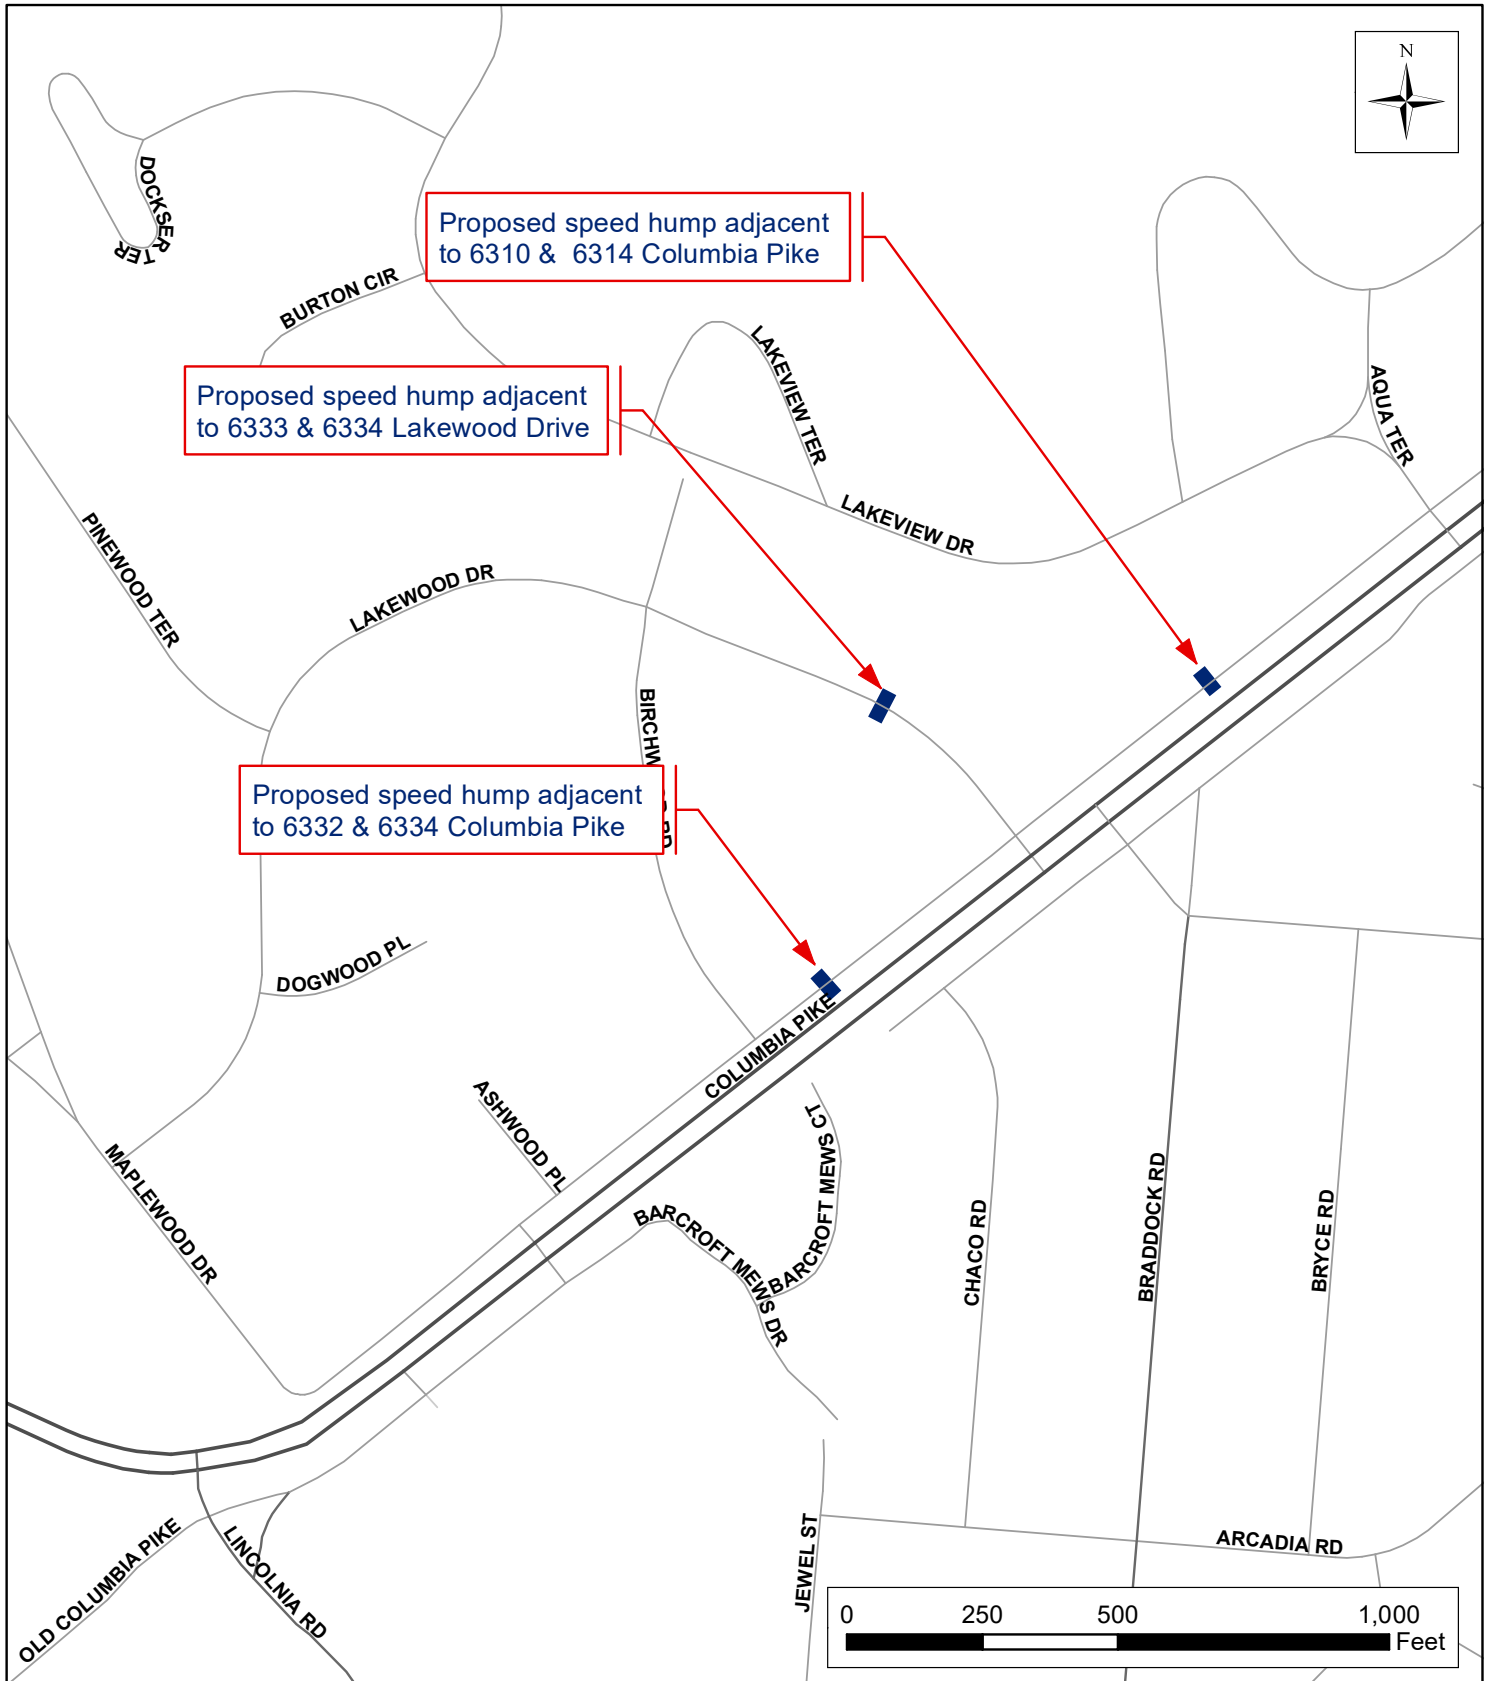 N
DOCKSER TER
Proposed speed hump adjacent
to 6310 &  6314 Columbia Pike
BURTON CIR
LAKEVIEW TER
AQUA TER
Proposed speed hump adjacent
to 6333 & 6334 Lakewood Drive
LAKEVIEW DR
PINEWOOD TER
LAKEWOOD DR
BIRCHW
RD
Proposed speed hump adjacent
to 6332 & 6334 Columbia Pike
DOGWOOD PL
COLUMBIA PIKE
ASHWOOD PL
MAPLEWOOD DR
BARCROFT MEWS CT
BARCROFT MEWS DR
CHACO RD
BRADDOCK RD
BRYCE RD
OLD COLUMBIA PIKE
LINCOLNIA RD
JEWEL ST
ARCADIA RD
0 250 500 1,000
Feet